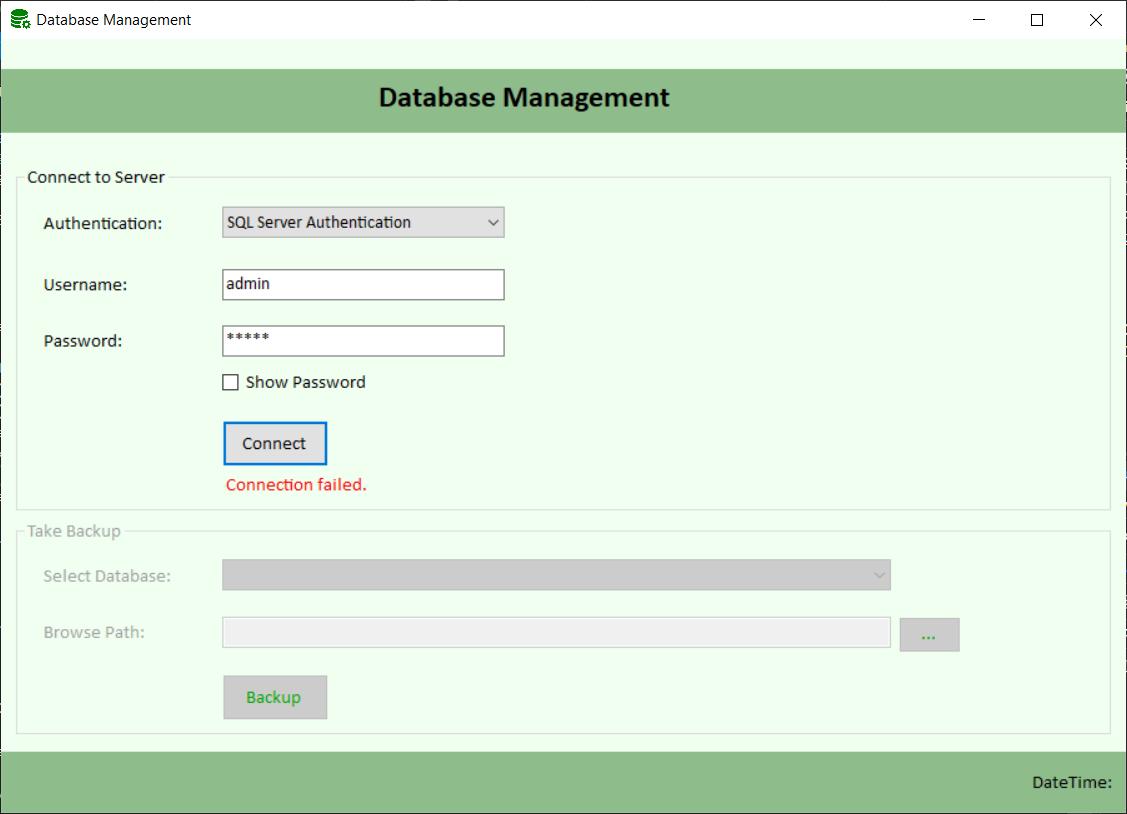 Database Management
Database Management
Connect to Server
Authentication: SQL Server Authentication
Username: admin
Password: *****
Show Password
Connect
Connection failed.
Take Backup
Select Database:
Browse Path: ...
Backup
DateTime: